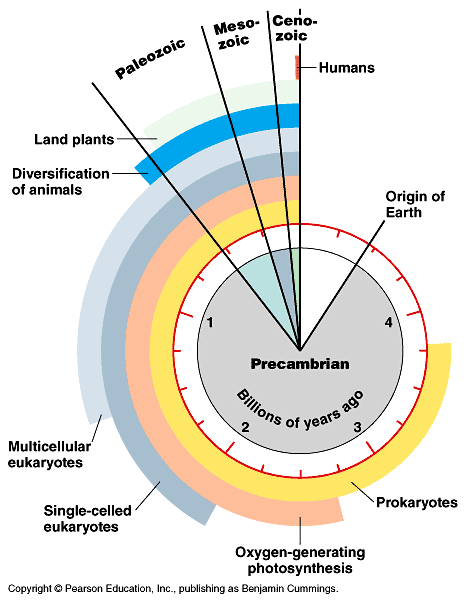 Paleozoic
Meso-
zoic
Ceno-
zoic
Humans
Land plants
Diversification
of animals
Origin of
Earth
1
4
Precambrian
Billions of years ago
2
3
Multicellular
eukaryotes
Prokaryotes
Single-celled
eukaryotes
Oxygen-generating
photosynthesis
Copyright © Pearson Education, Inc., publishing as Benjamin Cummings.